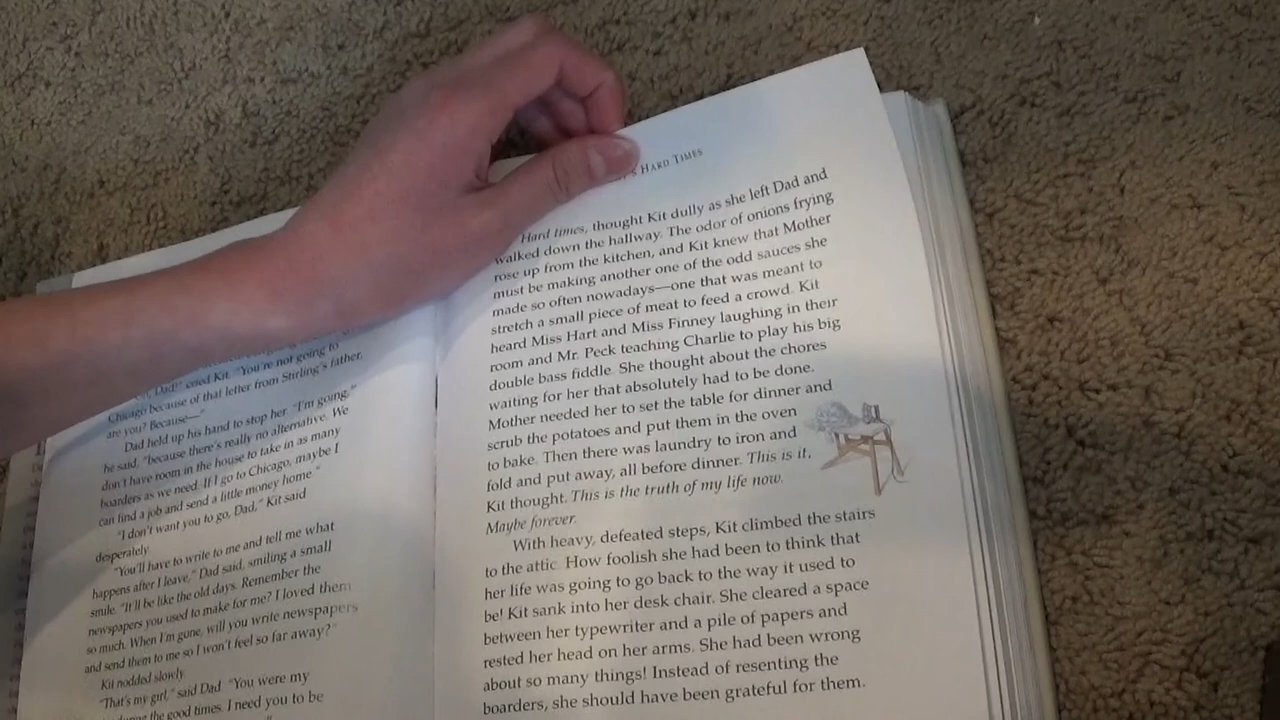 Dad!" cried Kit. "You're not going to
Chicago because of that letter from Stirling's father,
are you? Because—"
Dad held up his hand to stop her. "I'm going,"
he said, "because there's really no alternative. We
don't have room in the house to take in as many
boarders as we need. If I go to Chicago, maybe I
can find a job and send a little money home."
"I don't want you to go, Dad," Kit said
desperately.
"You'll have to write to me and tell me what
happens after I leave," Dad said, smiling a small
smile. "It'll be like the old days. Remember the
newspapers you used to make for me? I loved them
so much. When I'm gone, will you write newspapers
and send them to me so I won't feel so far away?"
Kit nodded slowly.
"That's my girl," said Dad. "You were my
during the good times. I need you to be
HARD TIMES
Hard times, thought Kit dully as she left Dad and
walked down the hallway. The odor of onions frying
rose up from the kitchen, and Kit knew that Mother
must be making another one of the odd sauces she
made so often nowadays—one that was meant to
stretch a small piece of meat to feed a crowd. Kit
heard Miss Hart and Miss Finney laughing in their
room and Mr. Peck teaching Charlie to play his big
double bass fiddle. She thought about the chores
waiting for her that absolutely had to be done.
Mother needed her to set the table for dinner and
scrub the potatoes and put them in the oven
to bake. Then there was laundry to iron and
fold and put away, all before dinner. This is it,
Kit thought. This is the truth of my life now.
Maybe forever.
With heavy, defeated steps, Kit climbed the stairs
to the attic. How foolish she had been to think that
her life was going to go back to the way it used to
be! Kit sank into her desk chair. She cleared a space
between her typewriter and a pile of papers and
rested her head on her arms. She had been wrong
about so many things! Instead of resenting the
boarders, she should have been grateful for them.